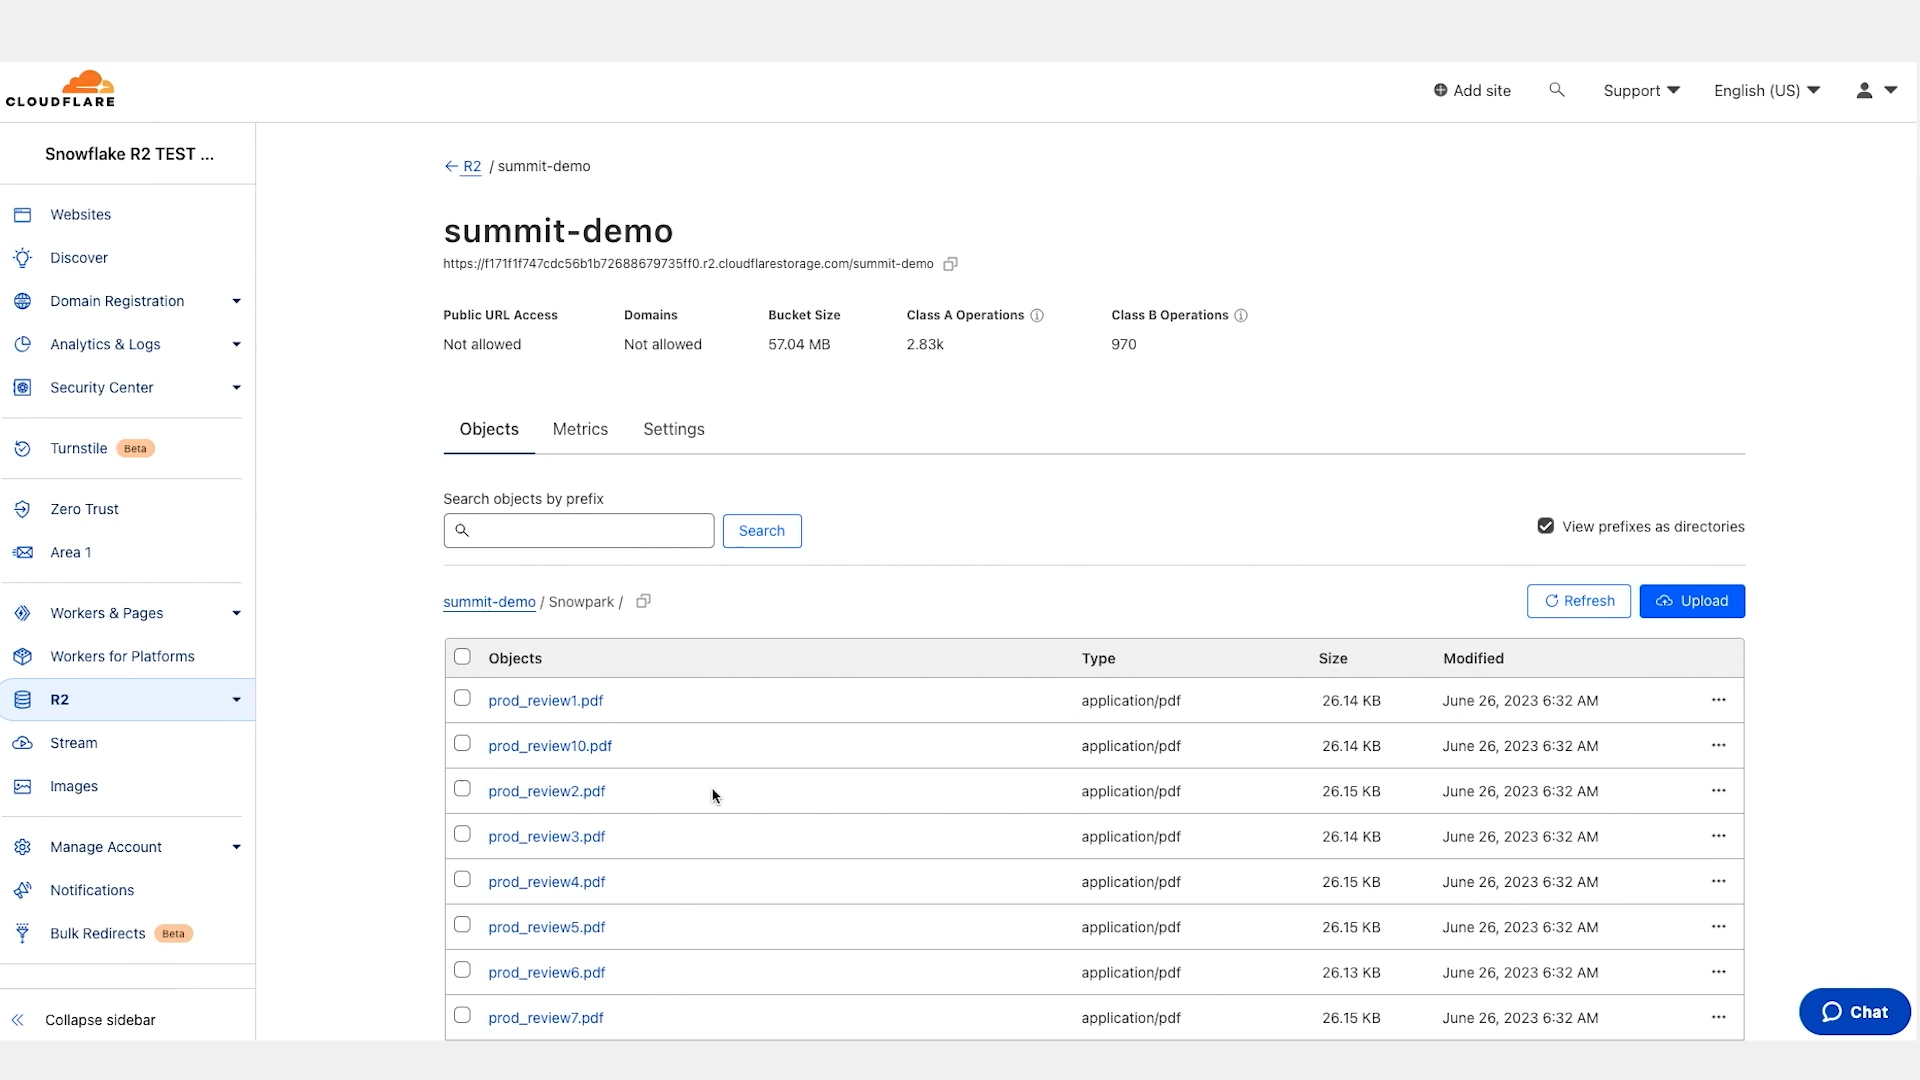 CLOUDFLARE
Add site
Support
English (US)
Snowflake R2 TEST ...
Websites
Discover
Domain Registration
Analytics & Logs
Security Center
Turnstile Beta
Zero Trust
Area 1
Workers & Pages
Workers for Platforms
R2
Stream
Images
Manage Account
Notifications
Bulk Redirects Beta
Collapse sidebar
← R2 / summit-demo
summit-demo
https://f171f1f747cdc56b1b72688679735ff0.r2.cloudflarestorage.com/summit-demo
Public URL Access Domains Bucket Size Class A Operations Class B Operations
Not allowed Not allowed 57.04 MB 2.83k 970
Objects Metrics Settings
Search objects by prefix
Search
View prefixes as directories
summit-demo / Snowpark /
Refresh
Upload
Objects Type Size Modified
prod_review1.pdf application/pdf 26.14 KB June 26, 2023 6:32 AM ...
prod_review10.pdf application/pdf 26.14 KB June 26, 2023 6:32 AM ...
prod_review2.pdf application/pdf 26.15 KB June 26, 2023 6:32 AM ...
prod_review3.pdf application/pdf 26.14 KB June 26, 2023 6:32 AM ...
prod_review4.pdf application/pdf 26.15 KB June 26, 2023 6:32 AM ...
prod_review5.pdf application/pdf 26.15 KB June 26, 2023 6:32 AM ...
prod_review6.pdf application/pdf 26.13 KB June 26, 2023 6:32 AM ...
prod_review7.pdf application/pdf 26.15 KB June 26, 2023 6:32 AM ...
Chat